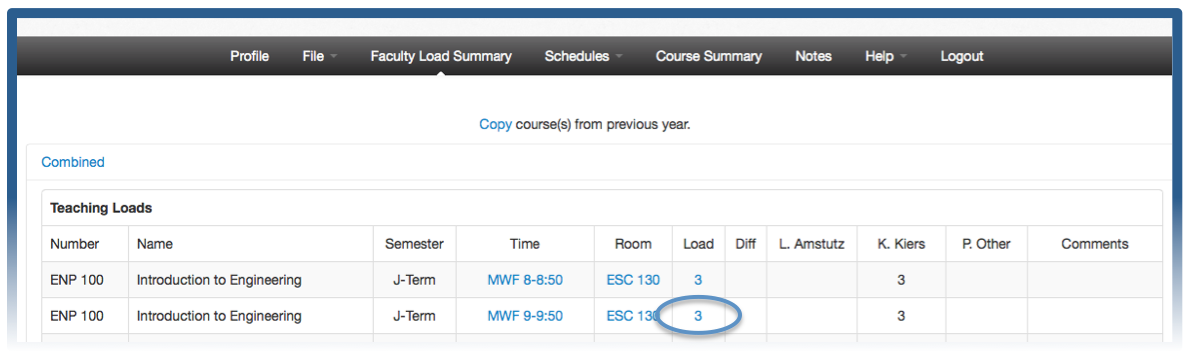 Profile File Faculty Load Summary Schedules Course Summary Notes Help Logout
Copy course(s) from previous year.
Combined
Teaching Loads
Number Name Semester Time Room Load Diff L. Amstutz K. Kiers P. Other Comments
ENP 100 Introduction to Engineering J-Term MWF 8-8:50 ESC 130 3 3
ENP 100 Introduction to Engineering J-Term MWF 9-9:50 ESC 130 3 3